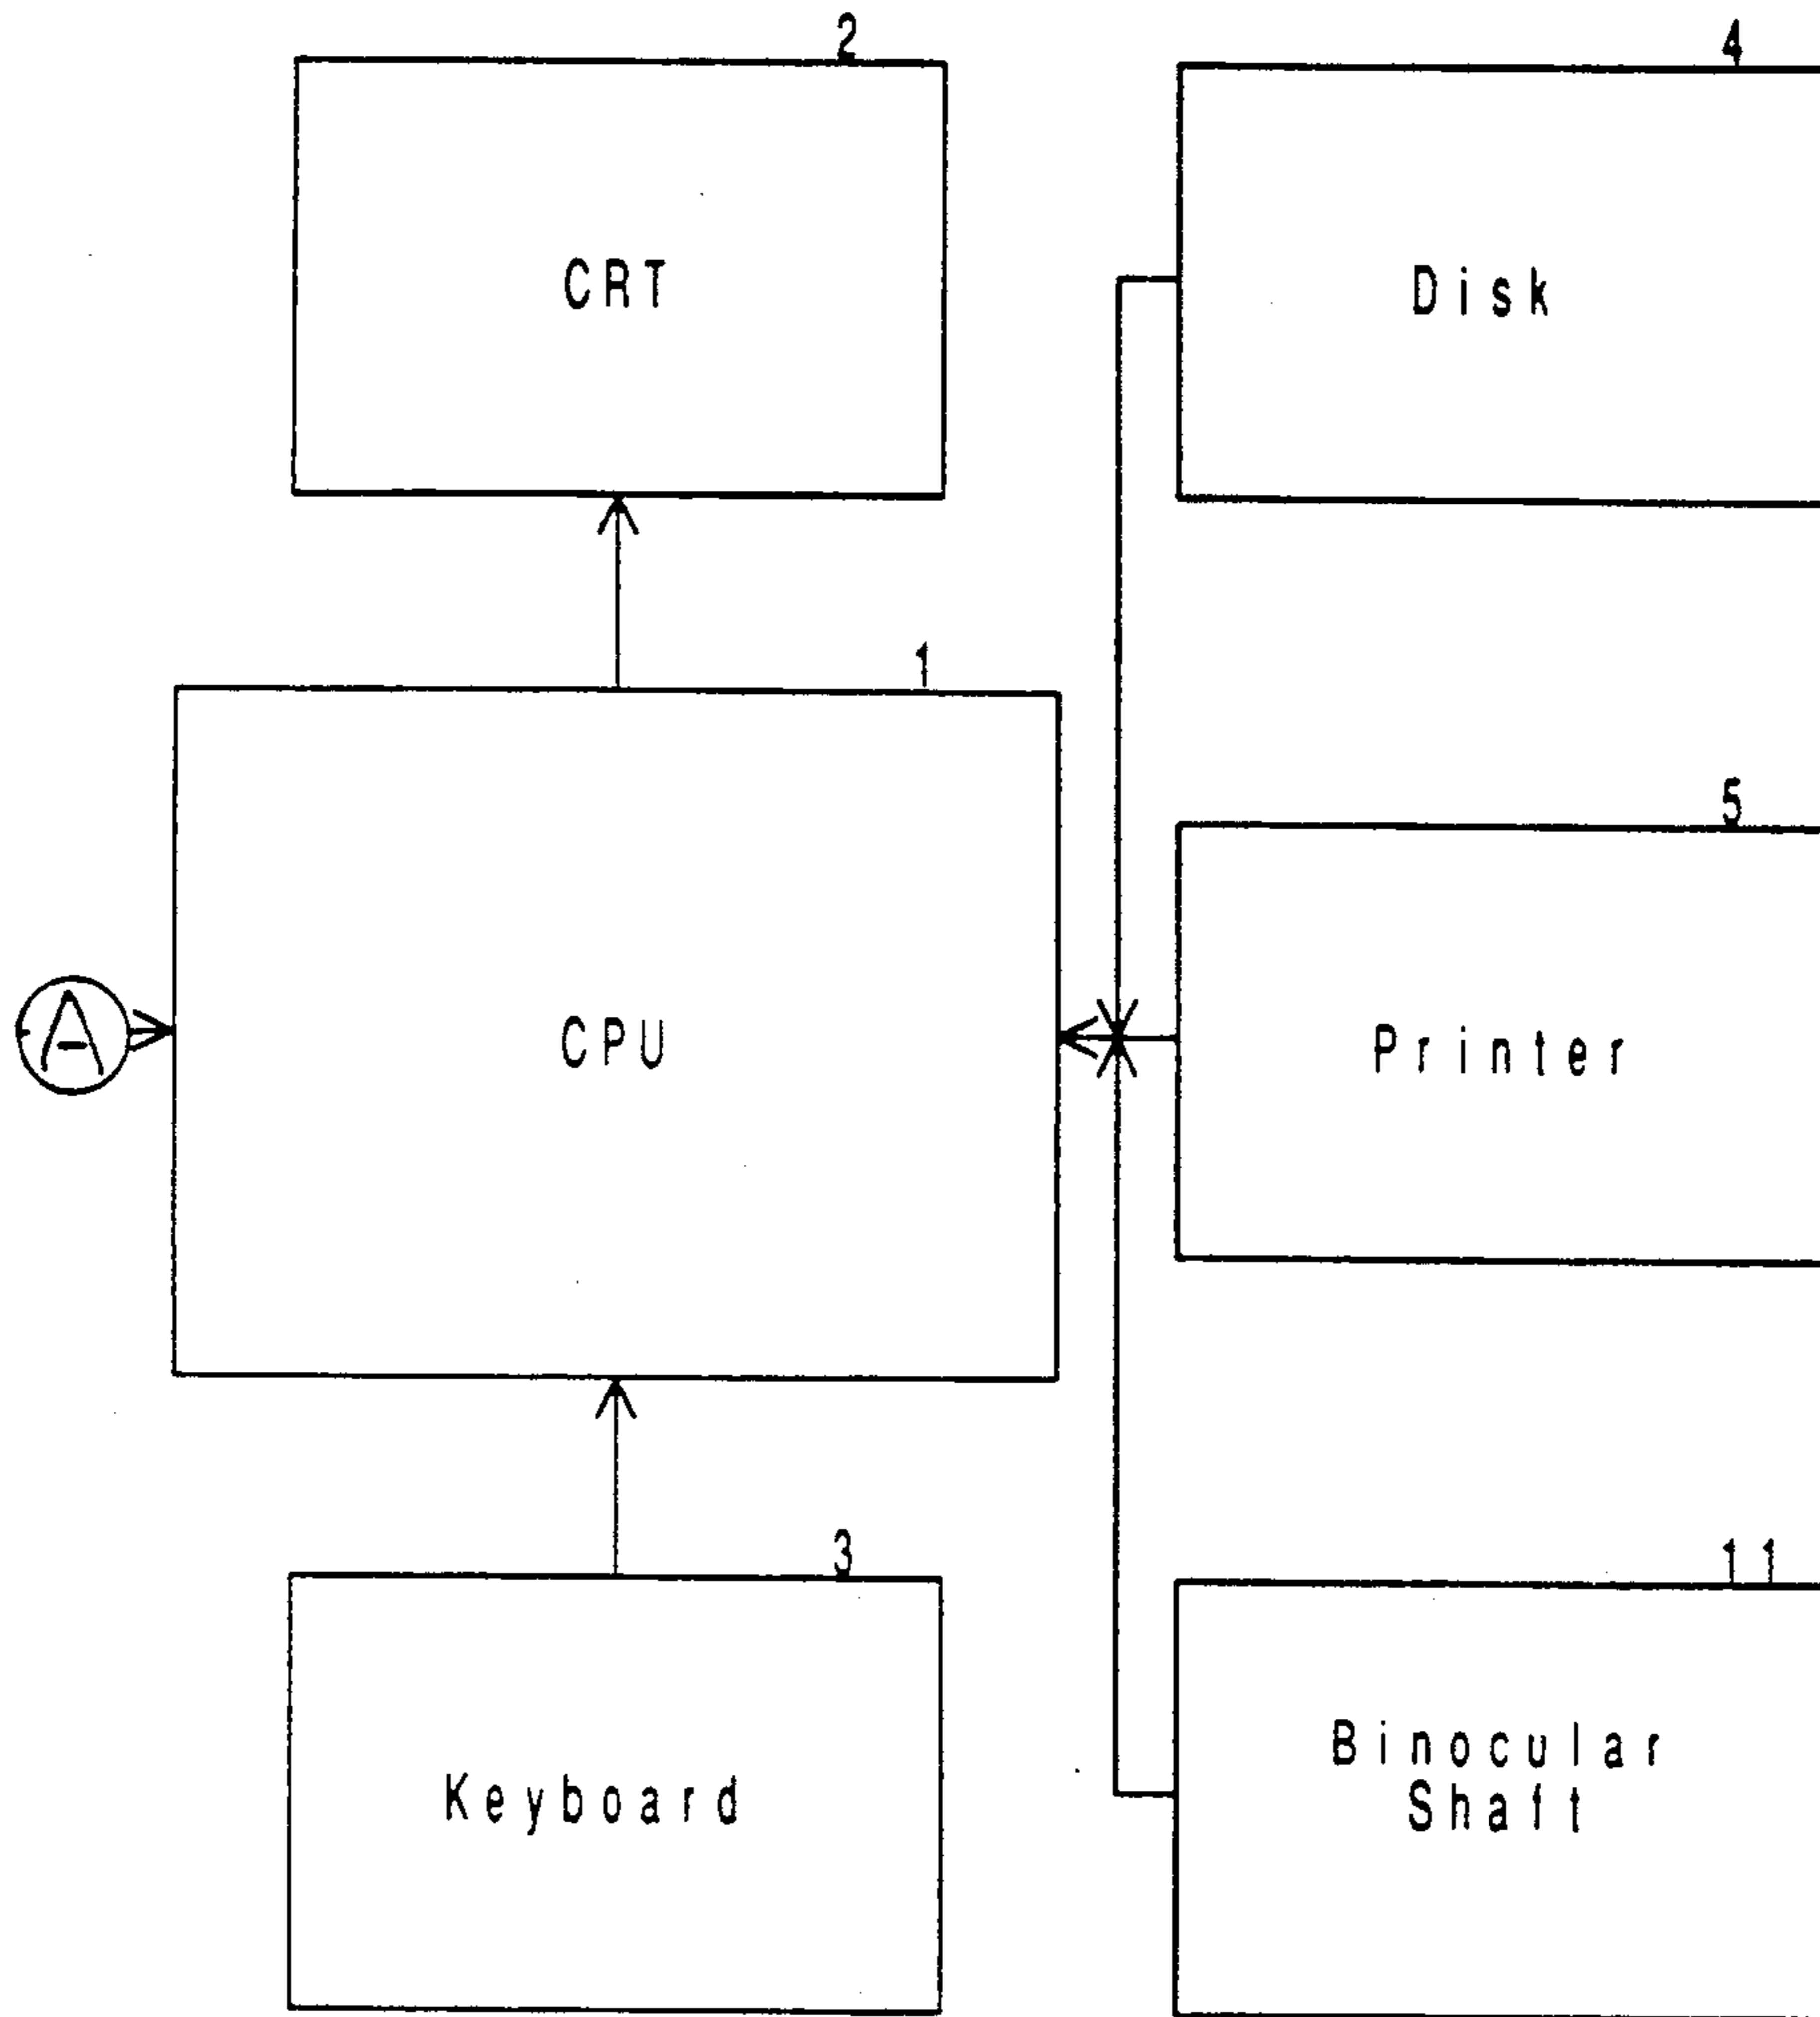 2
CRT
4
Disk
1
CPU
A
5
Printer
3
Keyboard
11
Binocular
Shaft